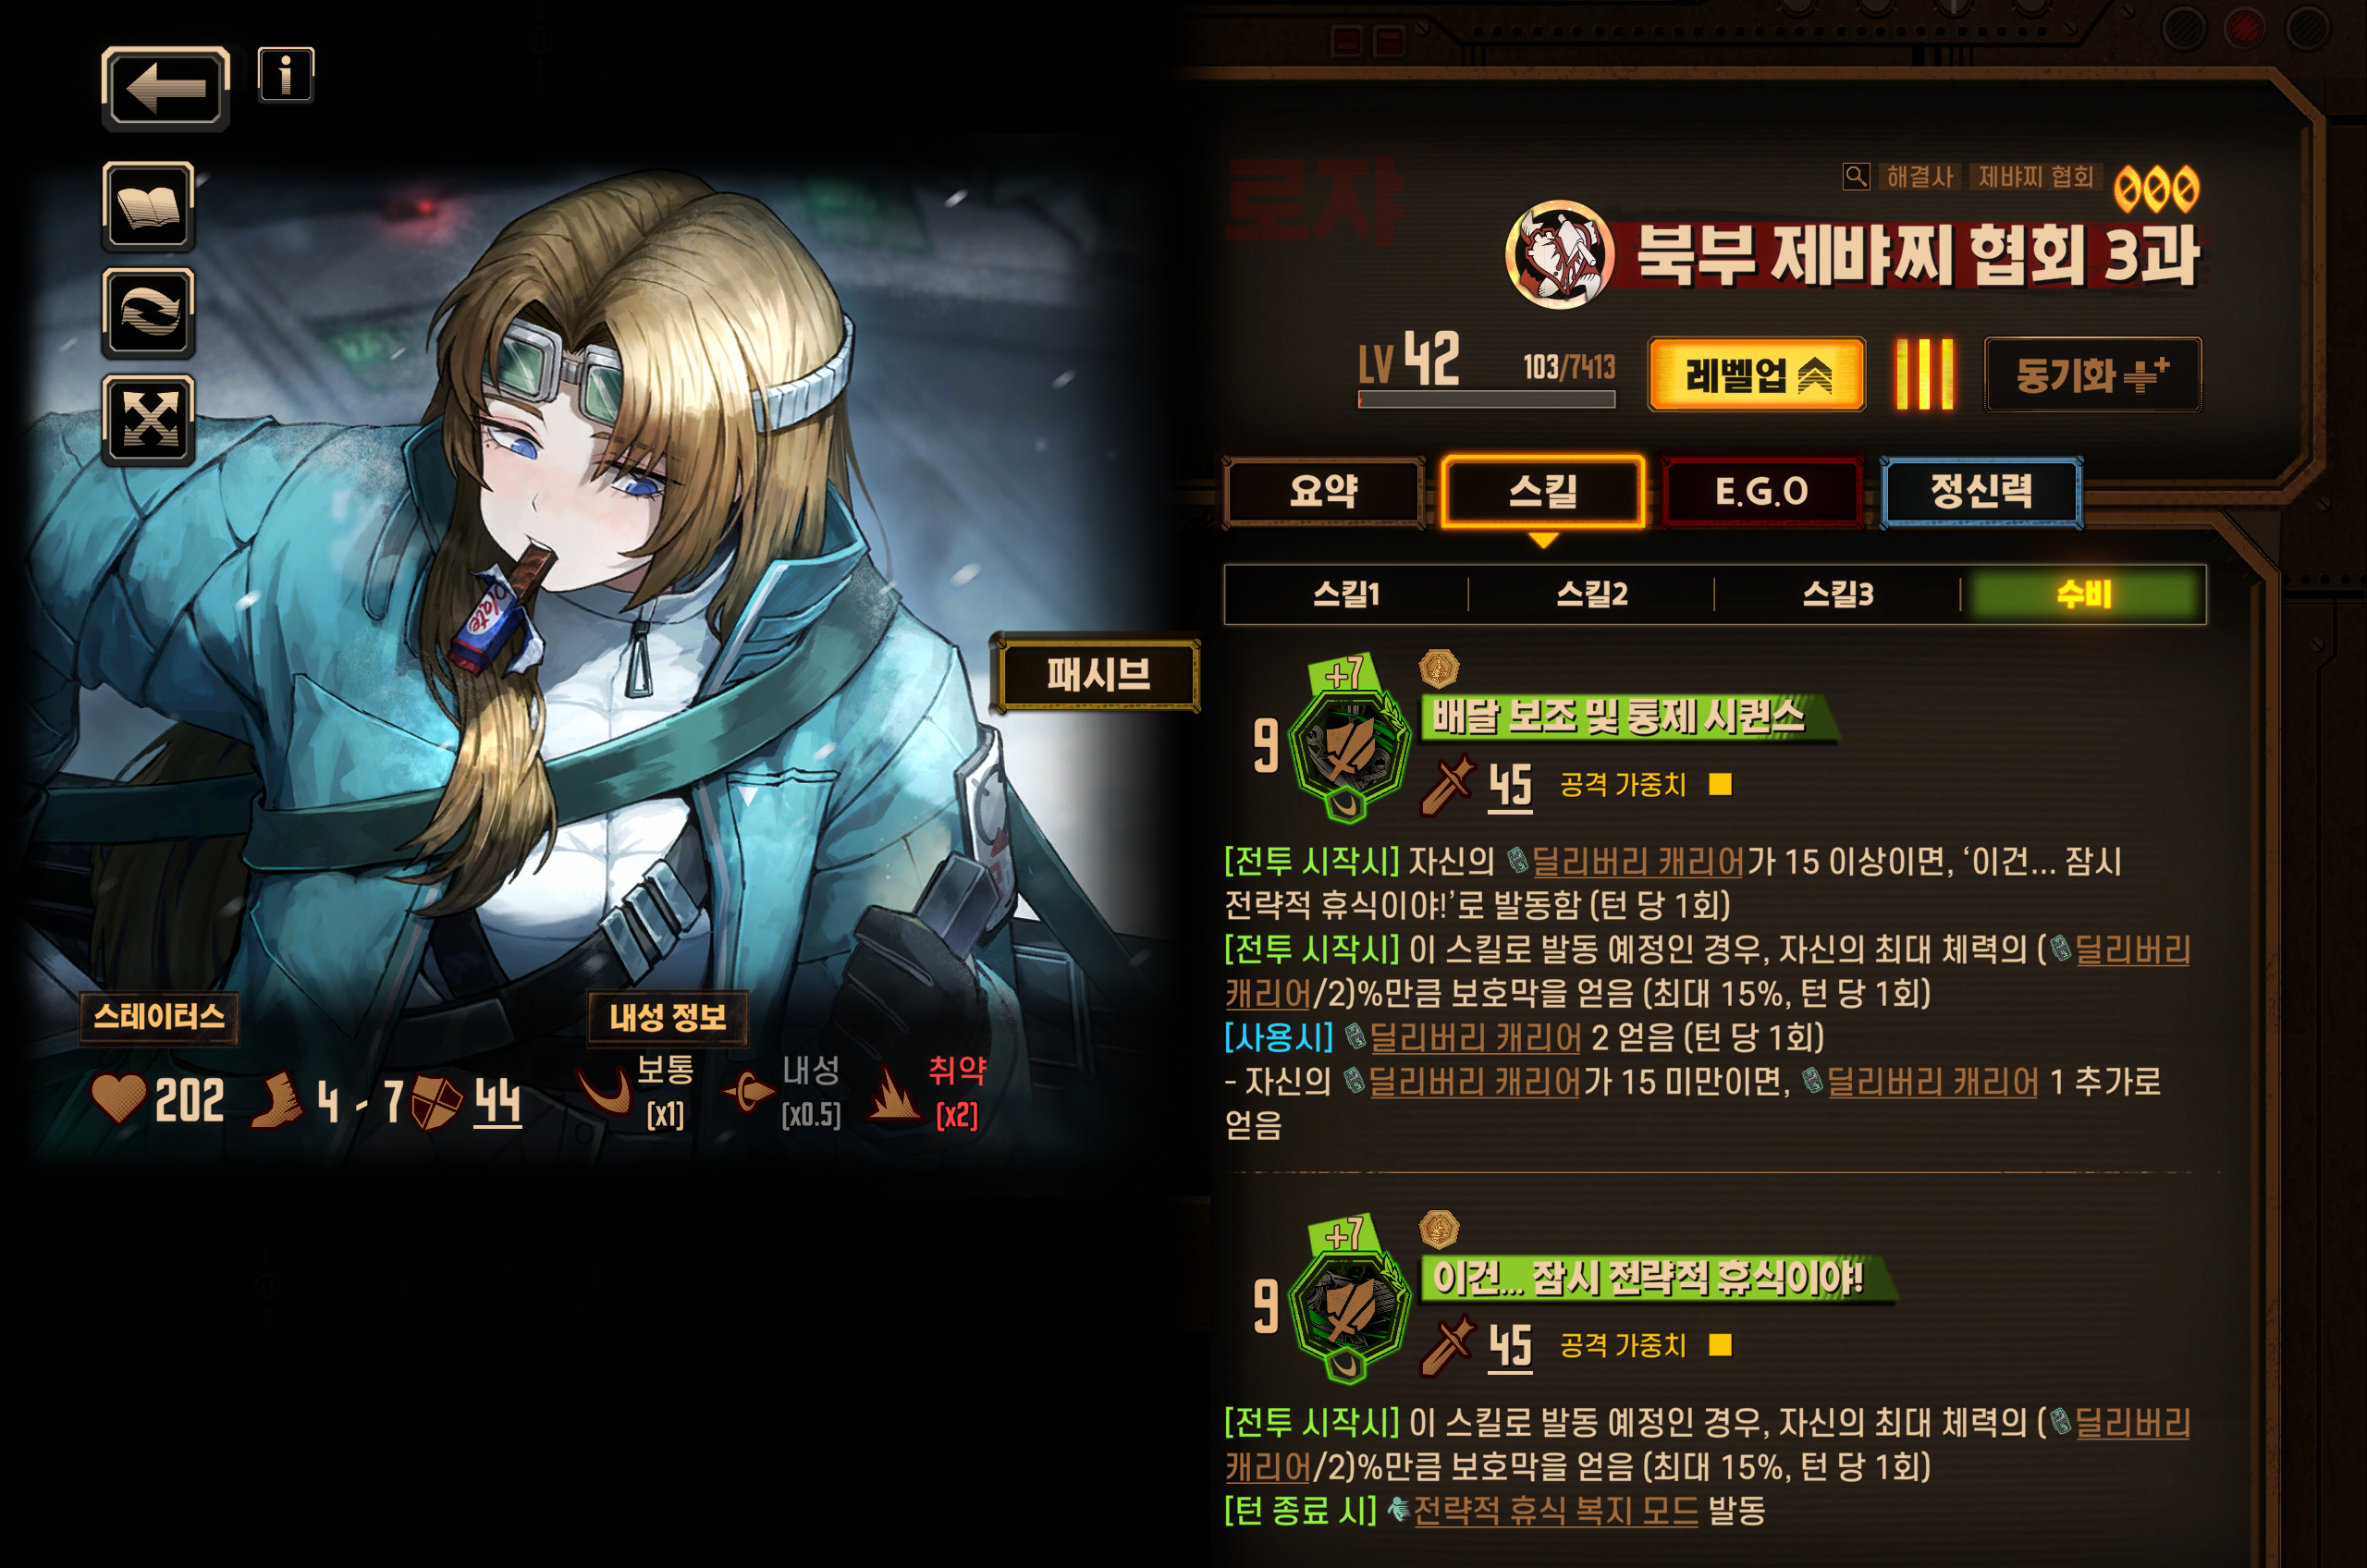 로쟈
해결사 제뱌찌 협회 000
북부 제뱌찌 협회 3과
LV 42 103/7413 레벨업 동기화
요약 스킬 E.G.O 정신력
스킬1 스킬2 스킬3 수비
패시브
+7
9 배달 보조 및 통제 시퀀스
45 공격 가중치
[전투 시작시] 자신의 딜리버리 캐리어가 15 이상이면, ‘이건... 잠시
전략적 휴식이야!’로 발동함 (턴 당 1회)
[전투 시작시] 이 스킬로 발동 예정인 경우, 자신의 최대 체력의 (딜리버리
캐리어/2)%만큼 보호막을 얻음 (최대 15%, 턴 당 1회)
[사용시] 딜리버리 캐리어 2 얻음 (턴 당 1회)
- 자신의 딜리버리 캐리어가 15 미만이면, 딜리버리 캐리어 1 추가로
얻음
+7
9 이건... 잠시 전략적 휴식이야!
45 공격 가중치
[전투 시작시] 이 스킬로 발동 예정인 경우, 자신의 최대 체력의 (딜리버리
캐리어/2)%만큼 보호막을 얻음 (최대 15%, 턴 당 1회)
[턴 종료 시] 전략적 휴식 복지 모드 발동
스테이터스 내성 정보
202 4 - 7 44
보통 내성 취약
[x1] [x0.5] [x2]